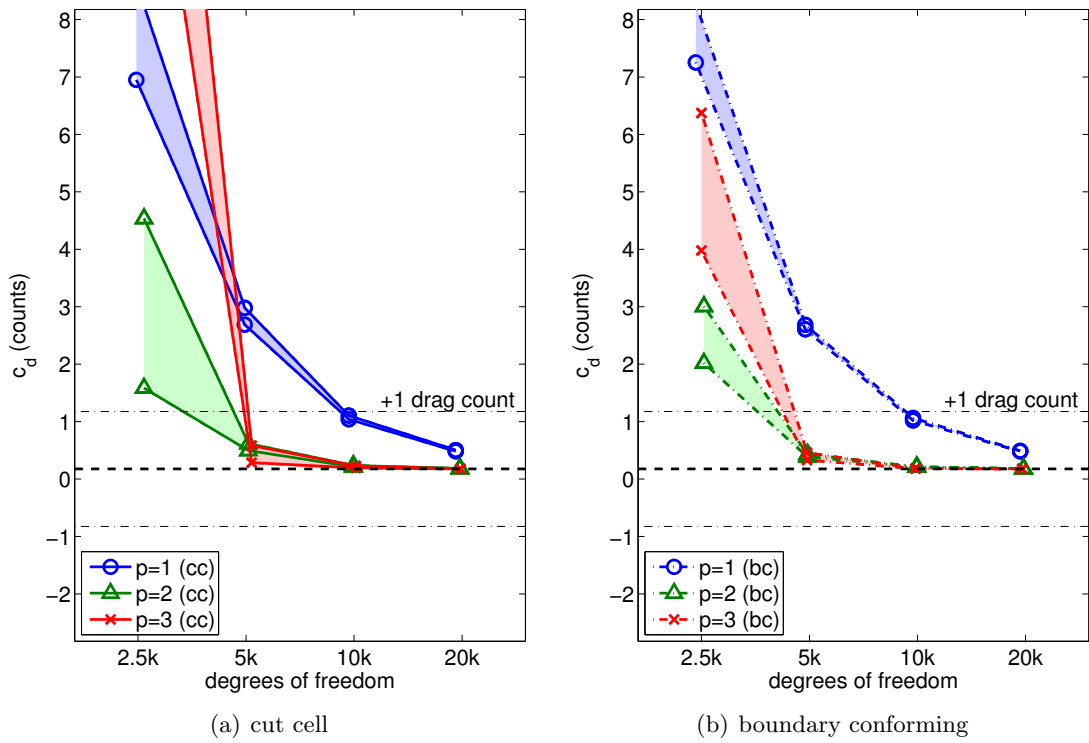 8
7
6
5
4
3
2
1
0
−1
−2
c_d (counts)
+1 drag count
p=1 (cc)
p=2 (cc)
p=3 (cc)
2.5k 5k 10k 20k
degrees of freedom
(a) cut cell
8
7
6
5
4
3
2
1
0
−1
−2
c_d (counts)
+1 drag count
p=1 (bc)
p=2 (bc)
p=3 (bc)
2.5k 5k 10k 20k
degrees of freedom
(b) boundary conforming